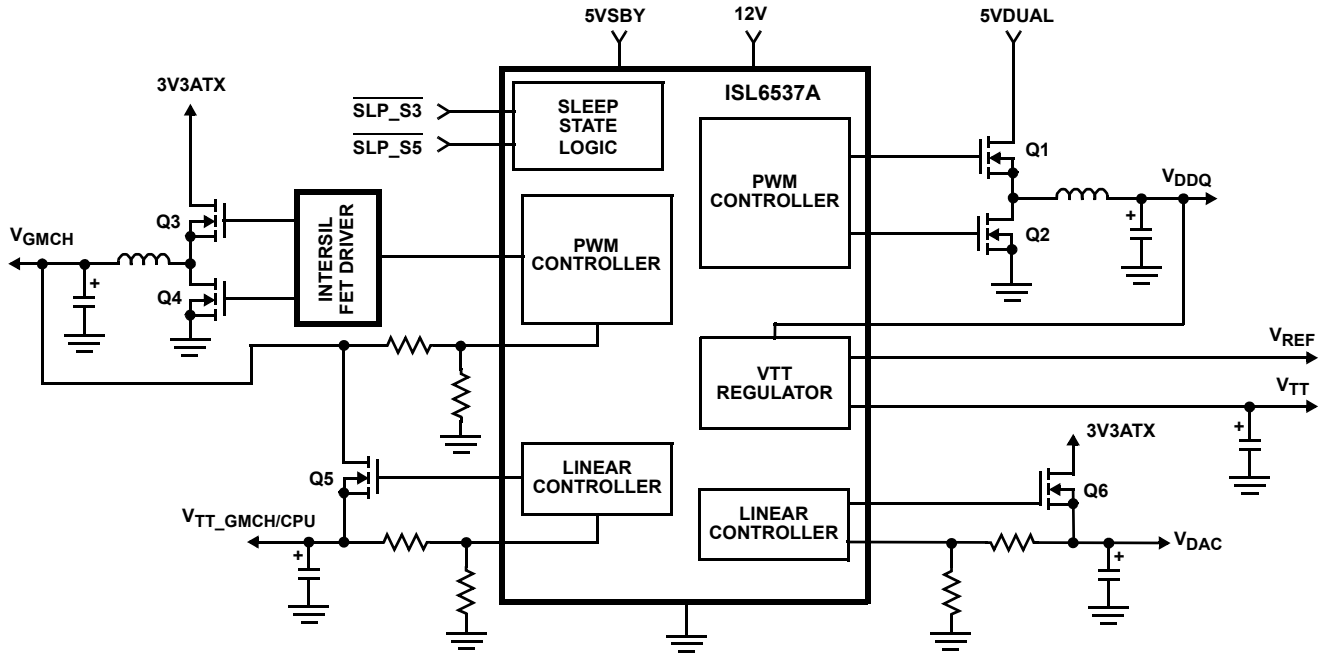 5VSBY
12V
5VDUAL
3V3ATX
SLP_S3
SLP_S5
SLEEP
STATE
LOGIC
ISL6537A
Q1
Q2
PWM
CONTROLLER
VDDQ
+
Q3
Q4
VGMCH
+
INTERSIL
FET DRIVER
PWM
CONTROLLER
VTT
REGULATOR
VREF
VTT
+
3V3ATX
Q5
LINEAR
CONTROLLER
LINEAR
CONTROLLER
Q6
VTT_GMCH/CPU
+
VDAC
+